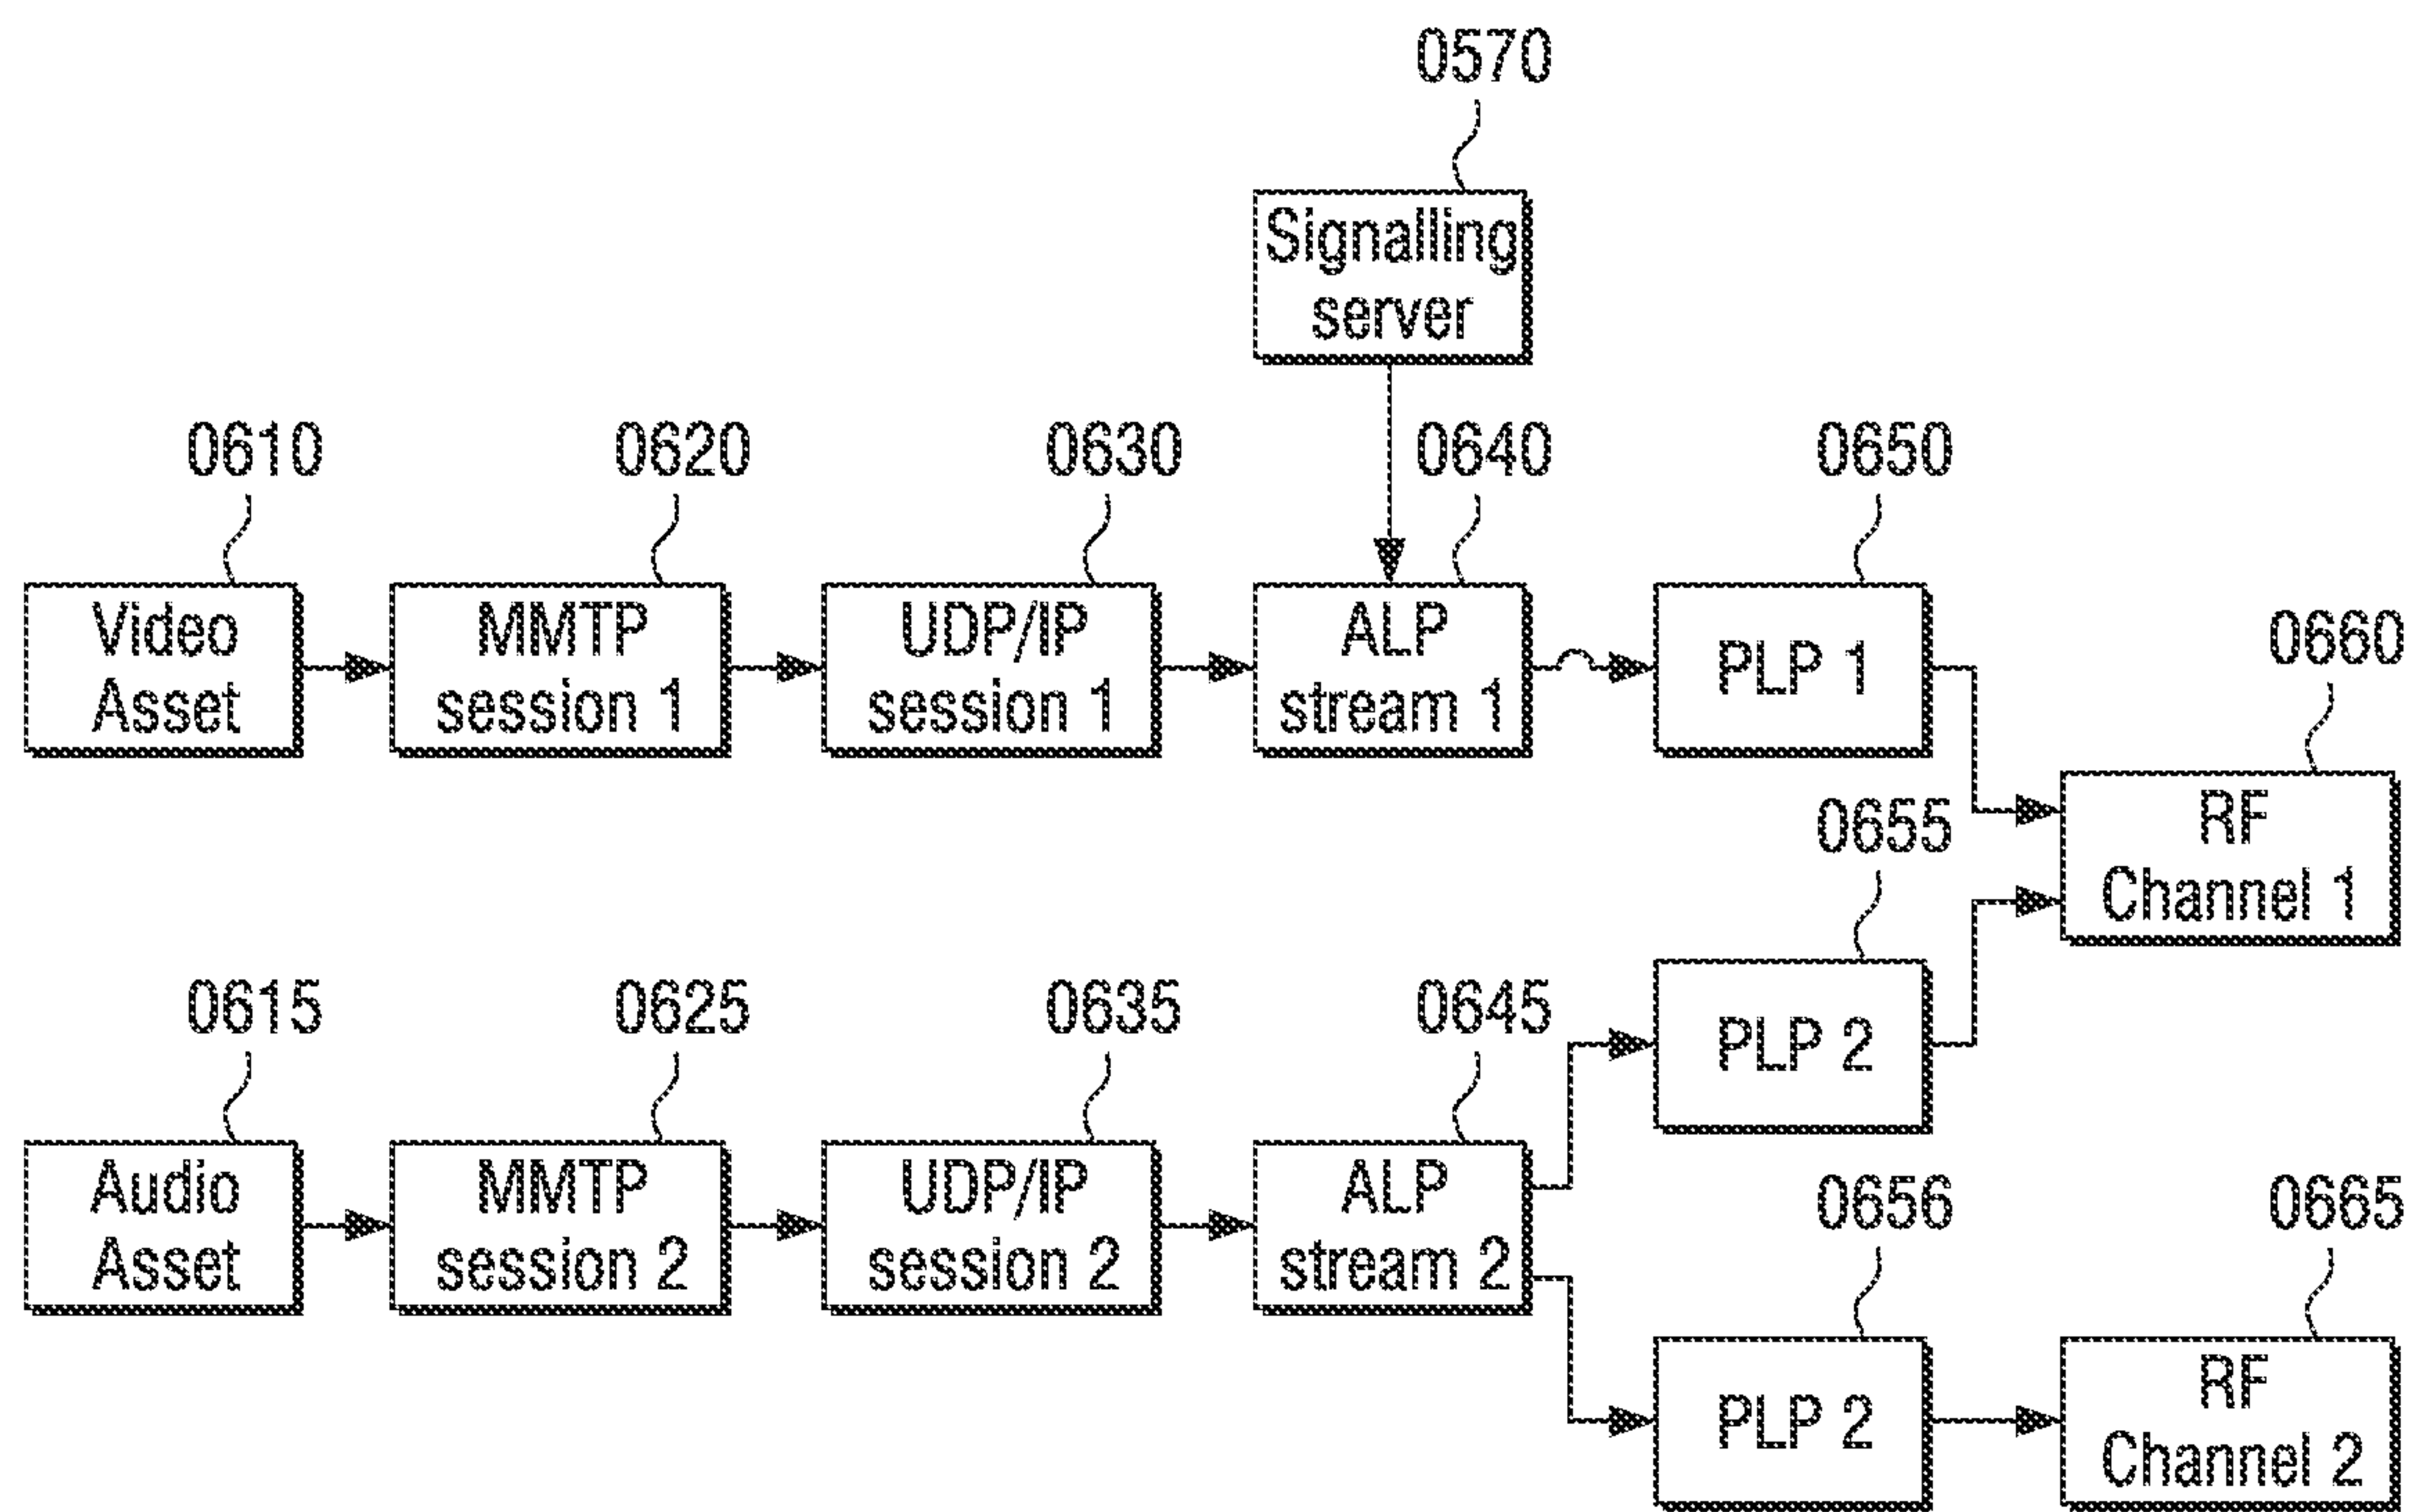 0570
Signalling
server
0610
0620
0630
0640
0650
Video
Asset
MMTP
session 1
UDP/IP
session 1
ALP
stream 1
PLP 1
0660
RF
Channel 1
0655
PLP 2
0615
0625
0635
0645
Audio
Asset
MMTP
session 2
UDP/IP
session 2
ALP
stream 2
0656
PLP 2
0665
RF
Channel 2